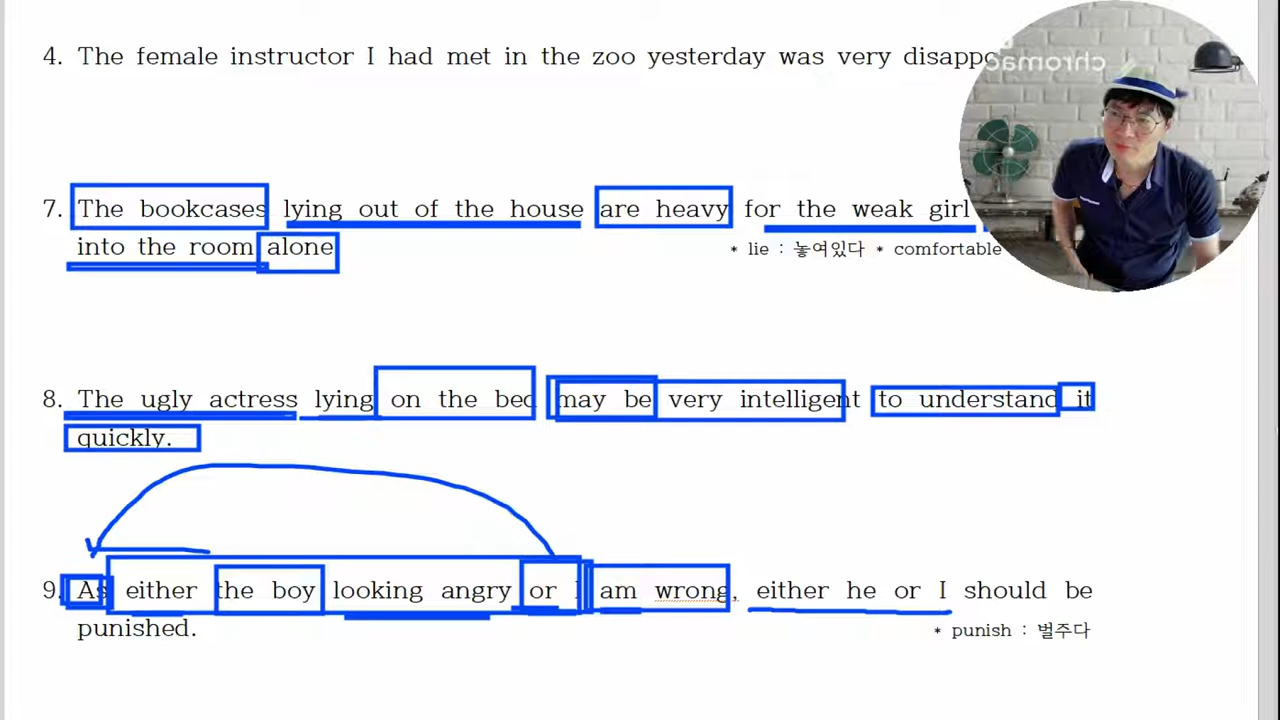 4. The female instructor I had met in the zoo yesterday was very
chromac
7. The bookcases lying out of the house are heavy for the weak girl
into the room alone
* lie : 놓여있다 * comfortable
8. The ugly actress lying on the bed may be very intelligent to understand it
quickly.
9. As either the boy looking angry or I am wrong, either he or I should be
punished.
* punish : 벌주다